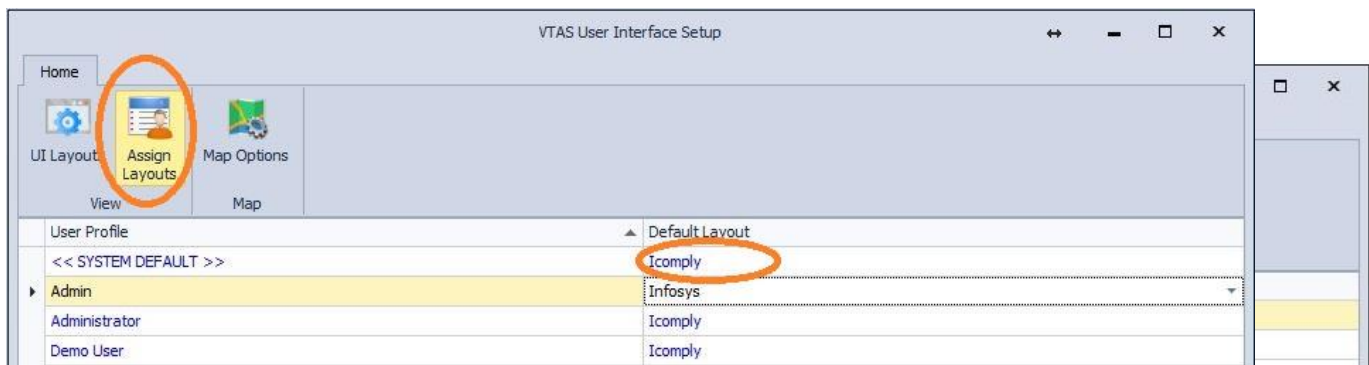 VTAS User Interface Setup
Home
UI Layouts Assign Layouts Map Options
View Map
User Profile Default Layout
<< SYSTEM DEFAULT >> Icomply
Admin Infosys
Administrator Icomply
Demo User Icomply